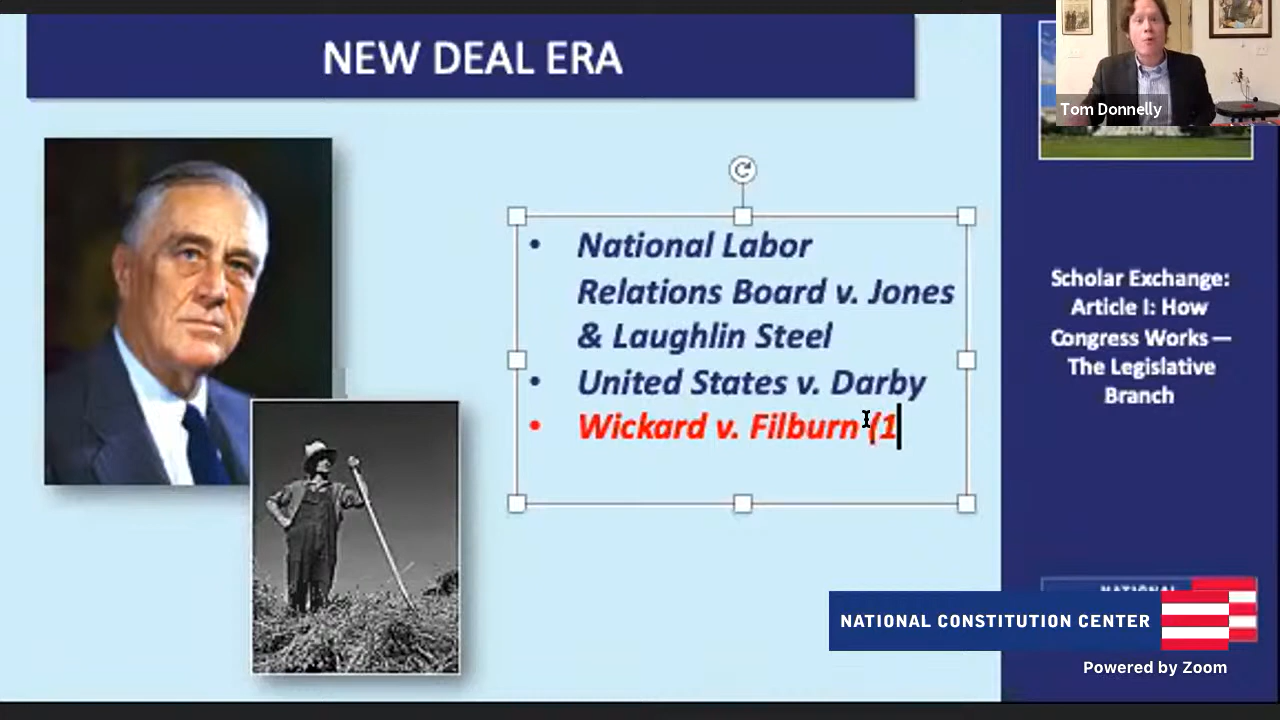 NEW DEAL ERA
Tom Donnelly
• National Labor
Relations Board v. Jones
& Laughlin Steel
• United States v. Darby
• Wickard v. Filburn (1
Scholar Exchange:
Article I: How
Congress Works—
The Legislative
Branch
NATIONAL
NATIONAL CONSTITUTION CENTER
Powered by Zoom